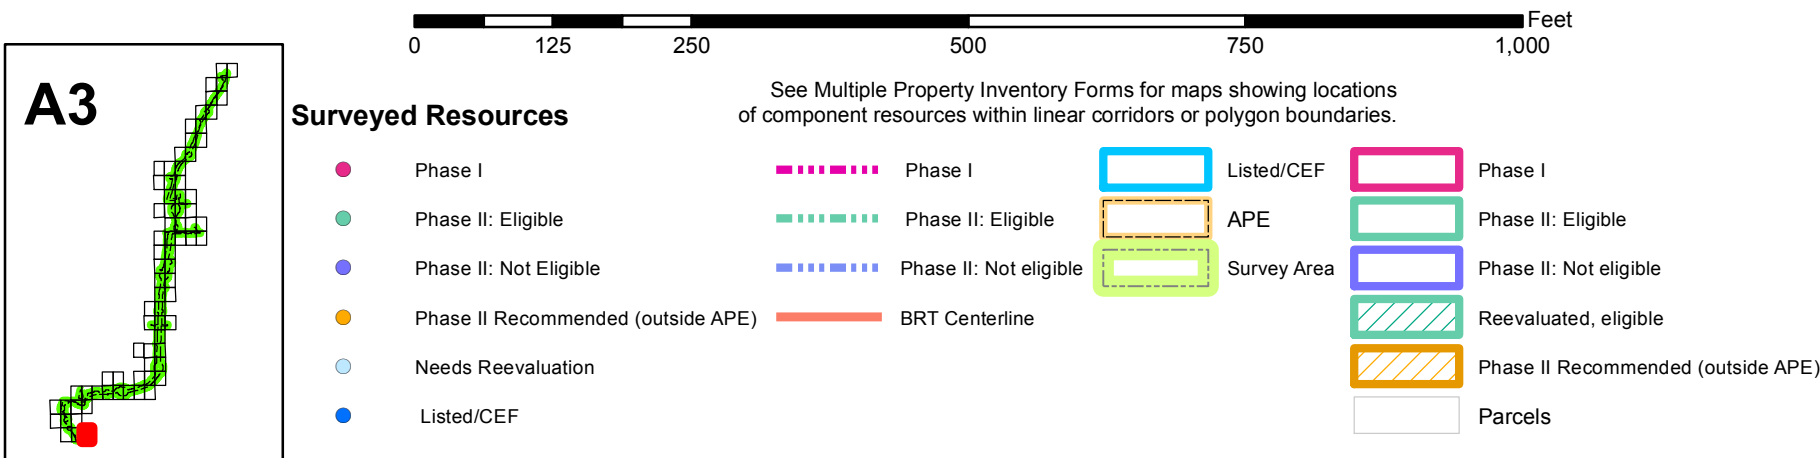 Feet
0 125 250 500 750 1,000
A3
See Multiple Property Inventory Forms for maps showing locations
of component resources within linear corridors or polygon boundaries.
Surveyed Resources
Phase I
Phase II: Eligible
Phase II: Not Eligible
Phase II Recommended (outside APE)
Needs Reevaluation
Listed/CEF
Phase I
Phase II: Eligible
Phase II: Not eligible
BRT Centerline
Listed/CEF
APE
Survey Area
Phase I
Phase II: Eligible
Phase II: Not eligible
Reevaluated, eligible
Phase II Recommended (outside APE)
Parcels